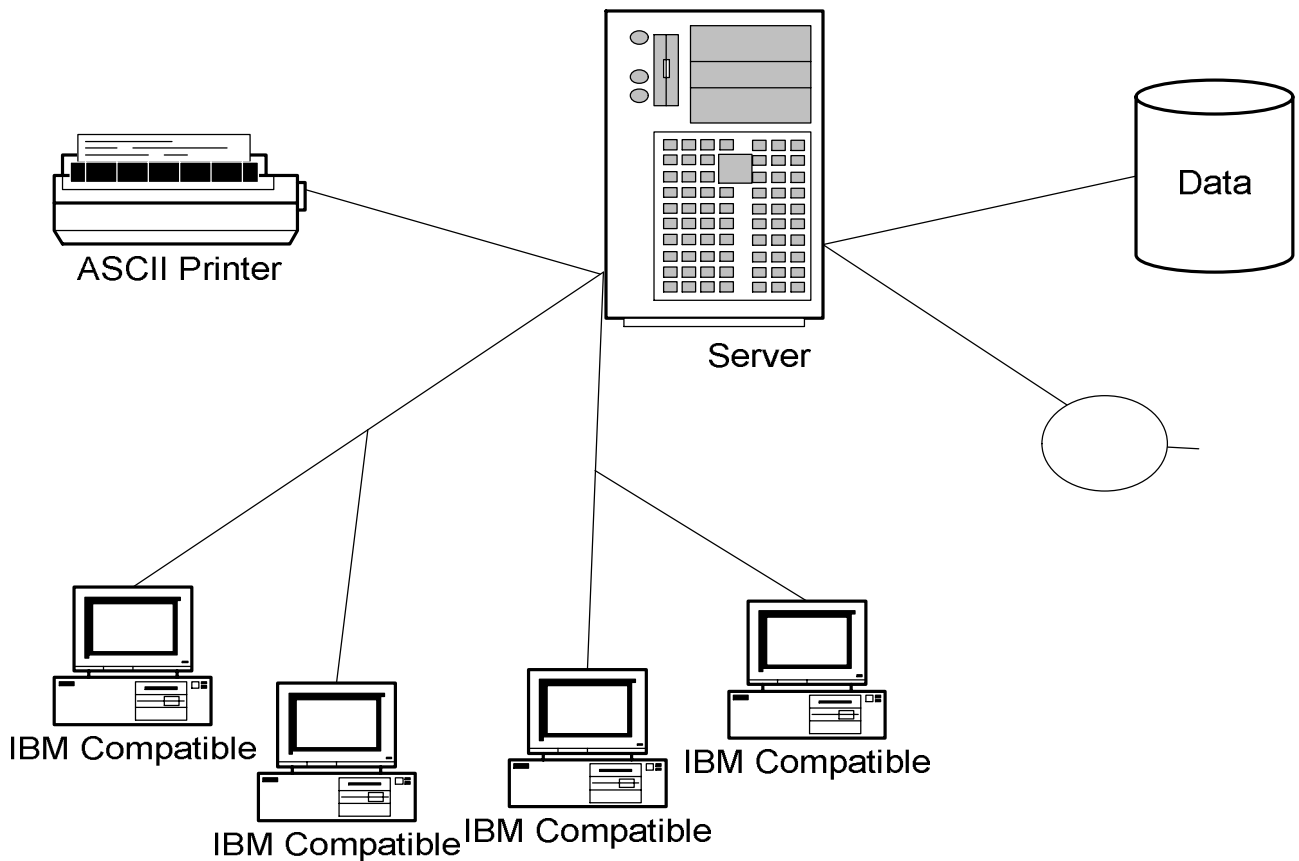 Data
ASCII Printer
Server
IBM Compatible
IBM Compatible
IBM Compatible
IBM Compatible